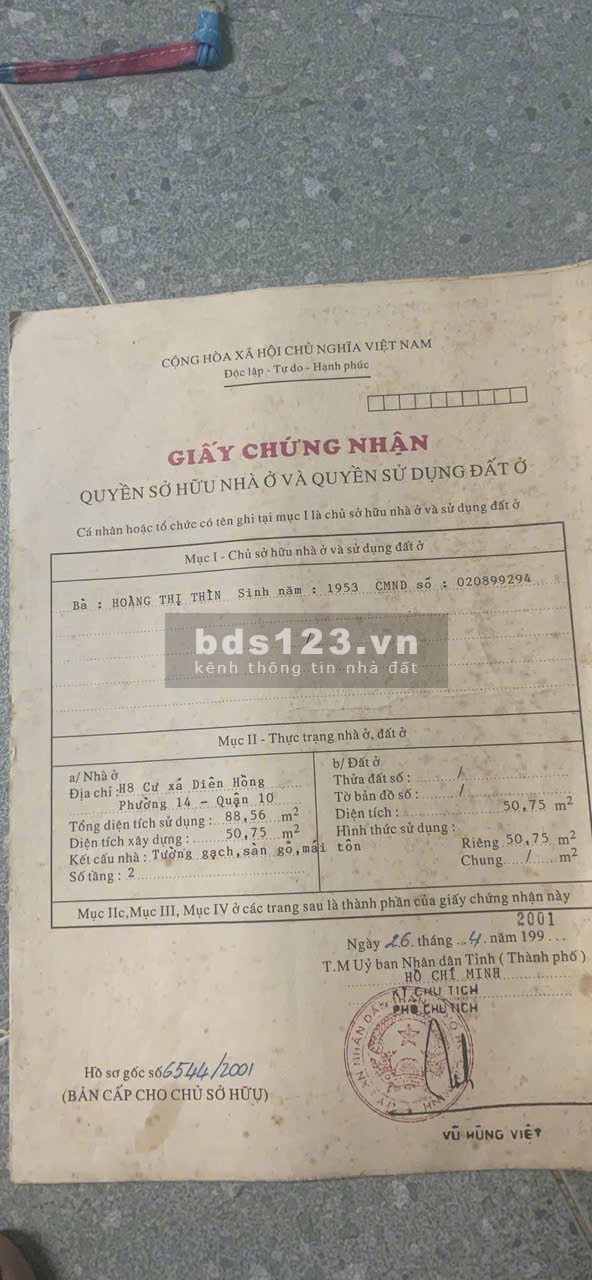 CỘNG HÒA XÃ HỘI CHỦ NGHĨA VIỆT NAM
Độc lập - Tự do - Hạnh phúc
GIẤY CHỨNG NHẬN
QUYỀN SỞ HỮU NHÀ Ở VÀ QUYỀN SỬ DỤNG ĐẤT Ở
Cá nhân hoặc tổ chức có tên ghi tại mục I là chủ sở hữu nhà ở và sử dụng đất ở
Mục I - Chủ sở hữu nhà ở và sử dụng đất ở
Bà : HOÀNG THỊ THÌN Sinh năm : 1953 CMND số : 020899294
bds123.vn
kênh thông tin nhà đất
Mục II - Thực trạng nhà ở, đất ở
a/ Nhà ở
Địa chỉ : H8 Cư xá Diên Hồng
Phường 14 - Quận 10
Tổng diện tích sử dụng : 88,56 m2
Diện tích xây dựng : 50,75 m2
Kết cấu nhà : Tường gạch, sàn gỗ, mái tôn
Số tầng : 2
b/ Đất ở
Thửa đất số : /
Tờ bản đồ số : /
Diện tích : 50,75 m2
Hình thức sử dụng :
Riêng 50,75 m2
Chung / m2
Mục IIc, Mục III, Mục IV ở các trang sau là thành phần của giấy chứng nhận này
2001
Ngày 26 tháng 4 năm 199
T.M Uỷ ban Nhân dân Tỉnh ( Thành phố )
HỒ CHÍ MINH
KT CHỦ TỊCH
PHÓ CHỦ TỊCH
Hồ sơ gốc số 6544/2001
(BẢN CẤP CHO CHỦ SỞ HỮU)
VŨ HÙNG VIỆT